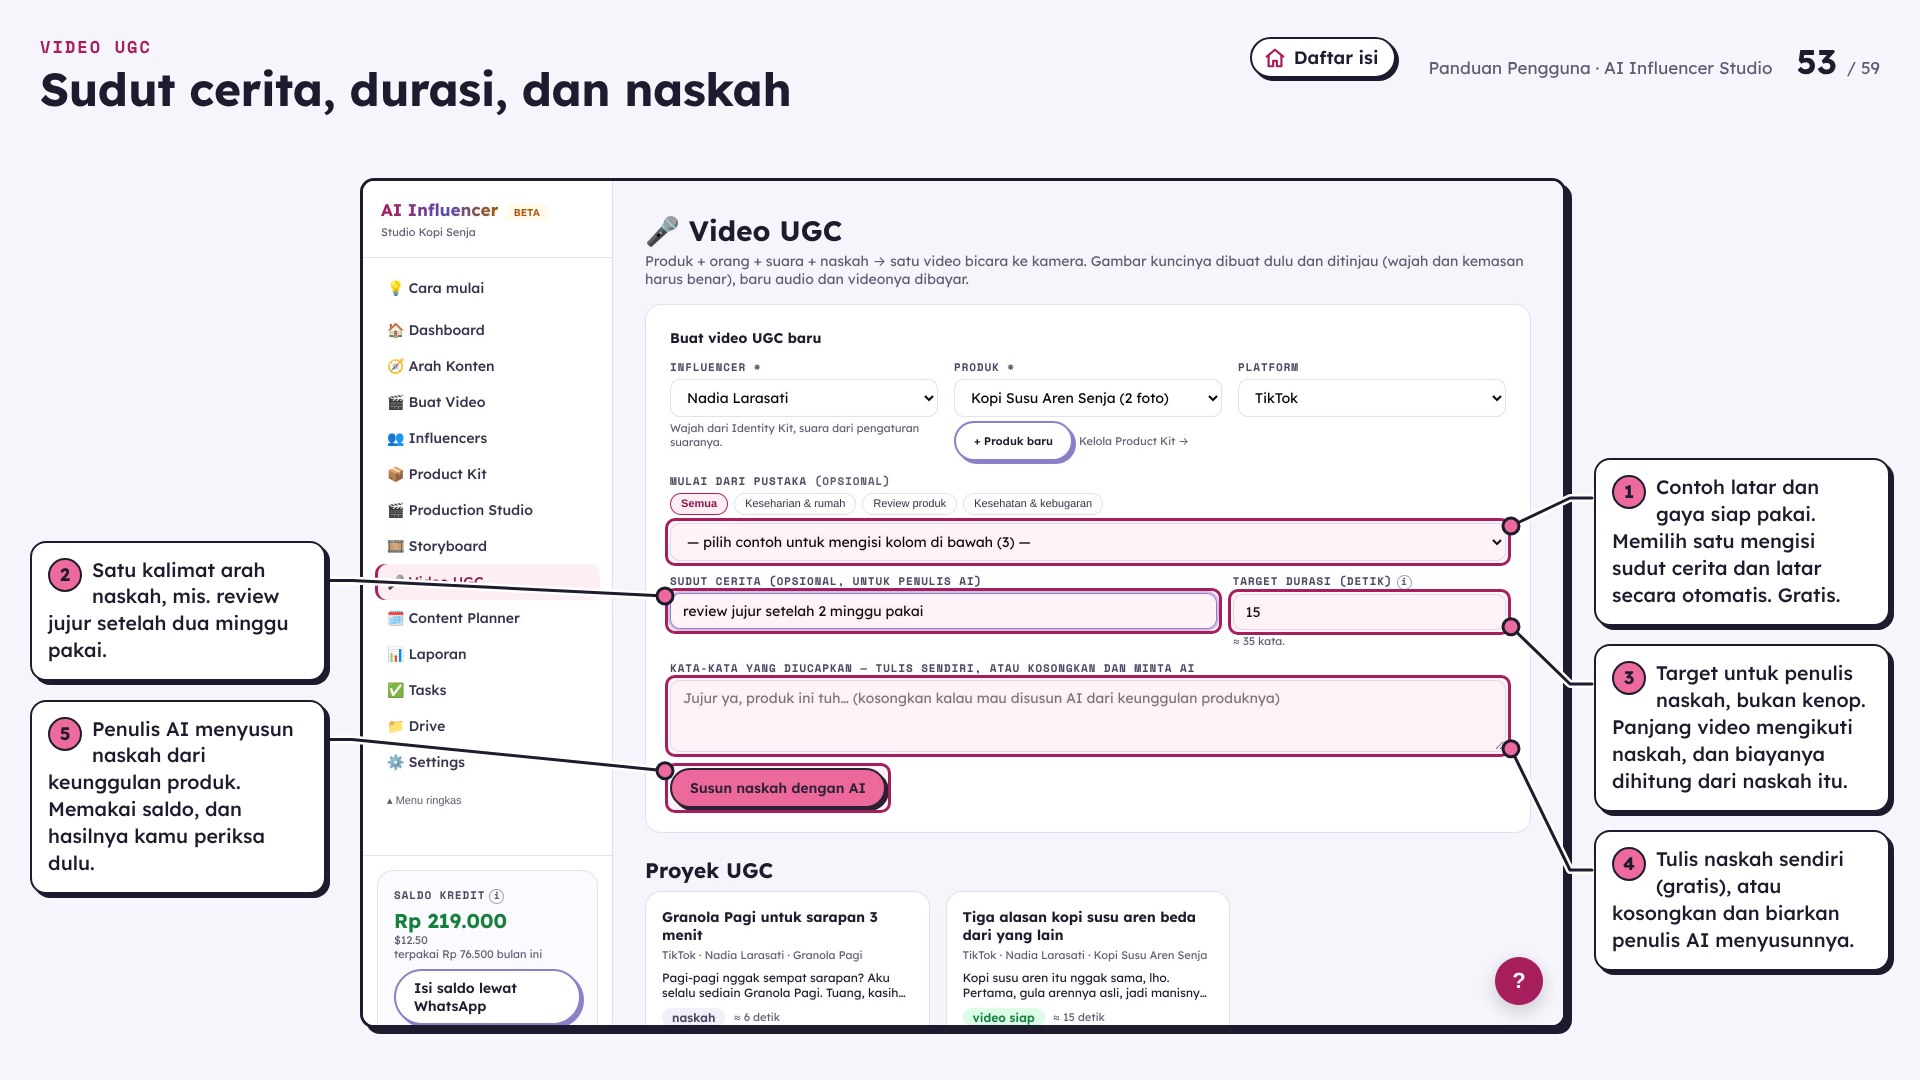 VIDEO UGC
Sudut cerita, durasi, dan naskah
Daftar isi
Panduan Pengguna · AI Influencer Studio
53 / 59
AI Influencer BETA
Studio Kopi Senja
Cara mulai
Dashboard
Arah Konten
Buat Video
Influencers
Product Kit
Production Studio
Storyboard
Video UGC
Content Planner
Laporan
Tasks
Drive
Settings
▴ Menu ringkas
SALDO KREDIT i
Rp 219.000
$12.50
terpakai Rp 76.500 bulan ini
Isi saldo lewat
WhatsApp
Video UGC
Produk + orang + suara + naskah → satu video bicara ke kamera. Gambar kuncinya dibuat dulu dan ditinjau (wajah dan kemasan
harus benar), baru audio dan videonya dibayar.
Buat video UGC baru
INFLUENCER *
Nadia Larasati
Wajah dari Identity Kit, suara dari pengaturan
suaranya.
PRODUK *
Kopi Susu Aren Senja (2 foto)
+ Produk baru
Kelola Product Kit →
PLATFORM
TikTok
MULAI DARI PUSTAKA (OPSIONAL)
Semua
Keseharian & rumah
Review produk
Kesehatan & kebugaran
— pilih contoh untuk mengisi kolom di bawah (3) —
SUDUT CERITA (OPSIONAL, UNTUK PENULIS AI)
review jujur setelah 2 minggu pakai
TARGET DURASI (DETIK) i
15
≈ 35 kata.
KATA-KATA YANG DIUCAPKAN — TULIS SENDIRI, ATAU KOSONGKAN DAN MINTA AI
Jujur ya, produk ini tuh… (kosongkan kalau mau disusun AI dari keunggulan produknya)
Susun naskah dengan AI
Proyek UGC
Granola Pagi untuk sarapan 3
menit
TikTok · Nadia Larasati · Granola Pagi
Pagi-pagi nggak sempat sarapan? Aku
selalu sediain Granola Pagi. Tuang, kasih…
naskah
≈ 6 detik
Tiga alasan kopi susu aren beda
dari yang lain
TikTok · Nadia Larasati · Kopi Susu Aren Senja
Kopi susu aren itu nggak sama, lho.
Pertama, gula arennya asli, jadi manisny…
video siap
≈ 15 detik
?
1 Contoh latar dan
gaya siap pakai.
Memilih satu mengisi
sudut cerita dan latar
secara otomatis. Gratis.
2 Satu kalimat arah
naskah, mis. review
jujur setelah dua minggu
pakai.
3 Target untuk penulis
naskah, bukan kenop.
Panjang video mengikuti
naskah, dan biayanya
dihitung dari naskah itu.
4 Tulis naskah sendiri
(gratis), atau
kosongkan dan biarkan
penulis AI menyusunnya.
5 Penulis AI menyusun
naskah dari
keunggulan produk.
Memakai saldo, dan
hasilnya kamu periksa
dulu.